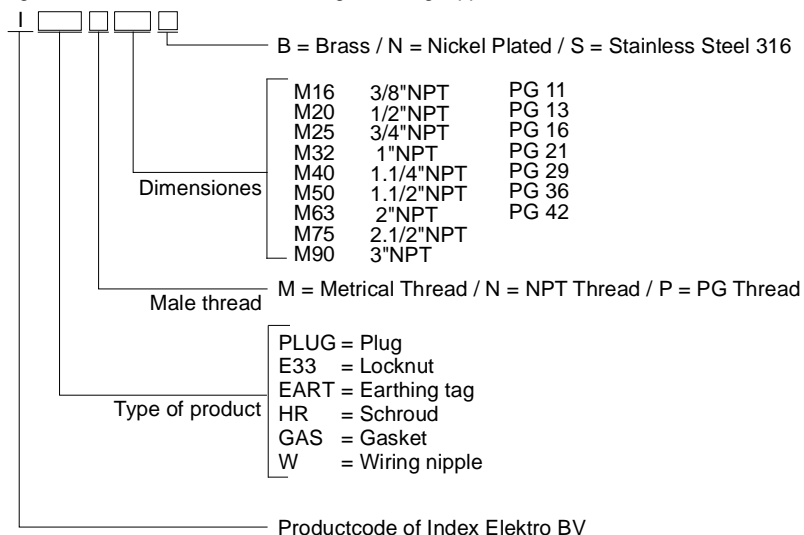 I
B = Brass / N = Nickel Plated / S = Stainless Steel 316
M16 3/8"NPT PG 11
M20 1/2"NPT PG 13
M25 3/4"NPT PG 16
M32 1"NPT PG 21
M40 1.1/4"NPT PG 29
Dimensiones
M50 1.1/2"NPT PG 36
M63 2"NPT PG 42
M75 2.1/2"NPT
M90 3"NPT
M = Metrical Thread / N = NPT Thread / P = PG Thread
Male thread
PLUG = Plug
E33 = Locknut
EART = Earthing tag
Type of product
HR = Schroud
GAS = Gasket
W = Wiring nipple
Productcode of Index Elektro BV